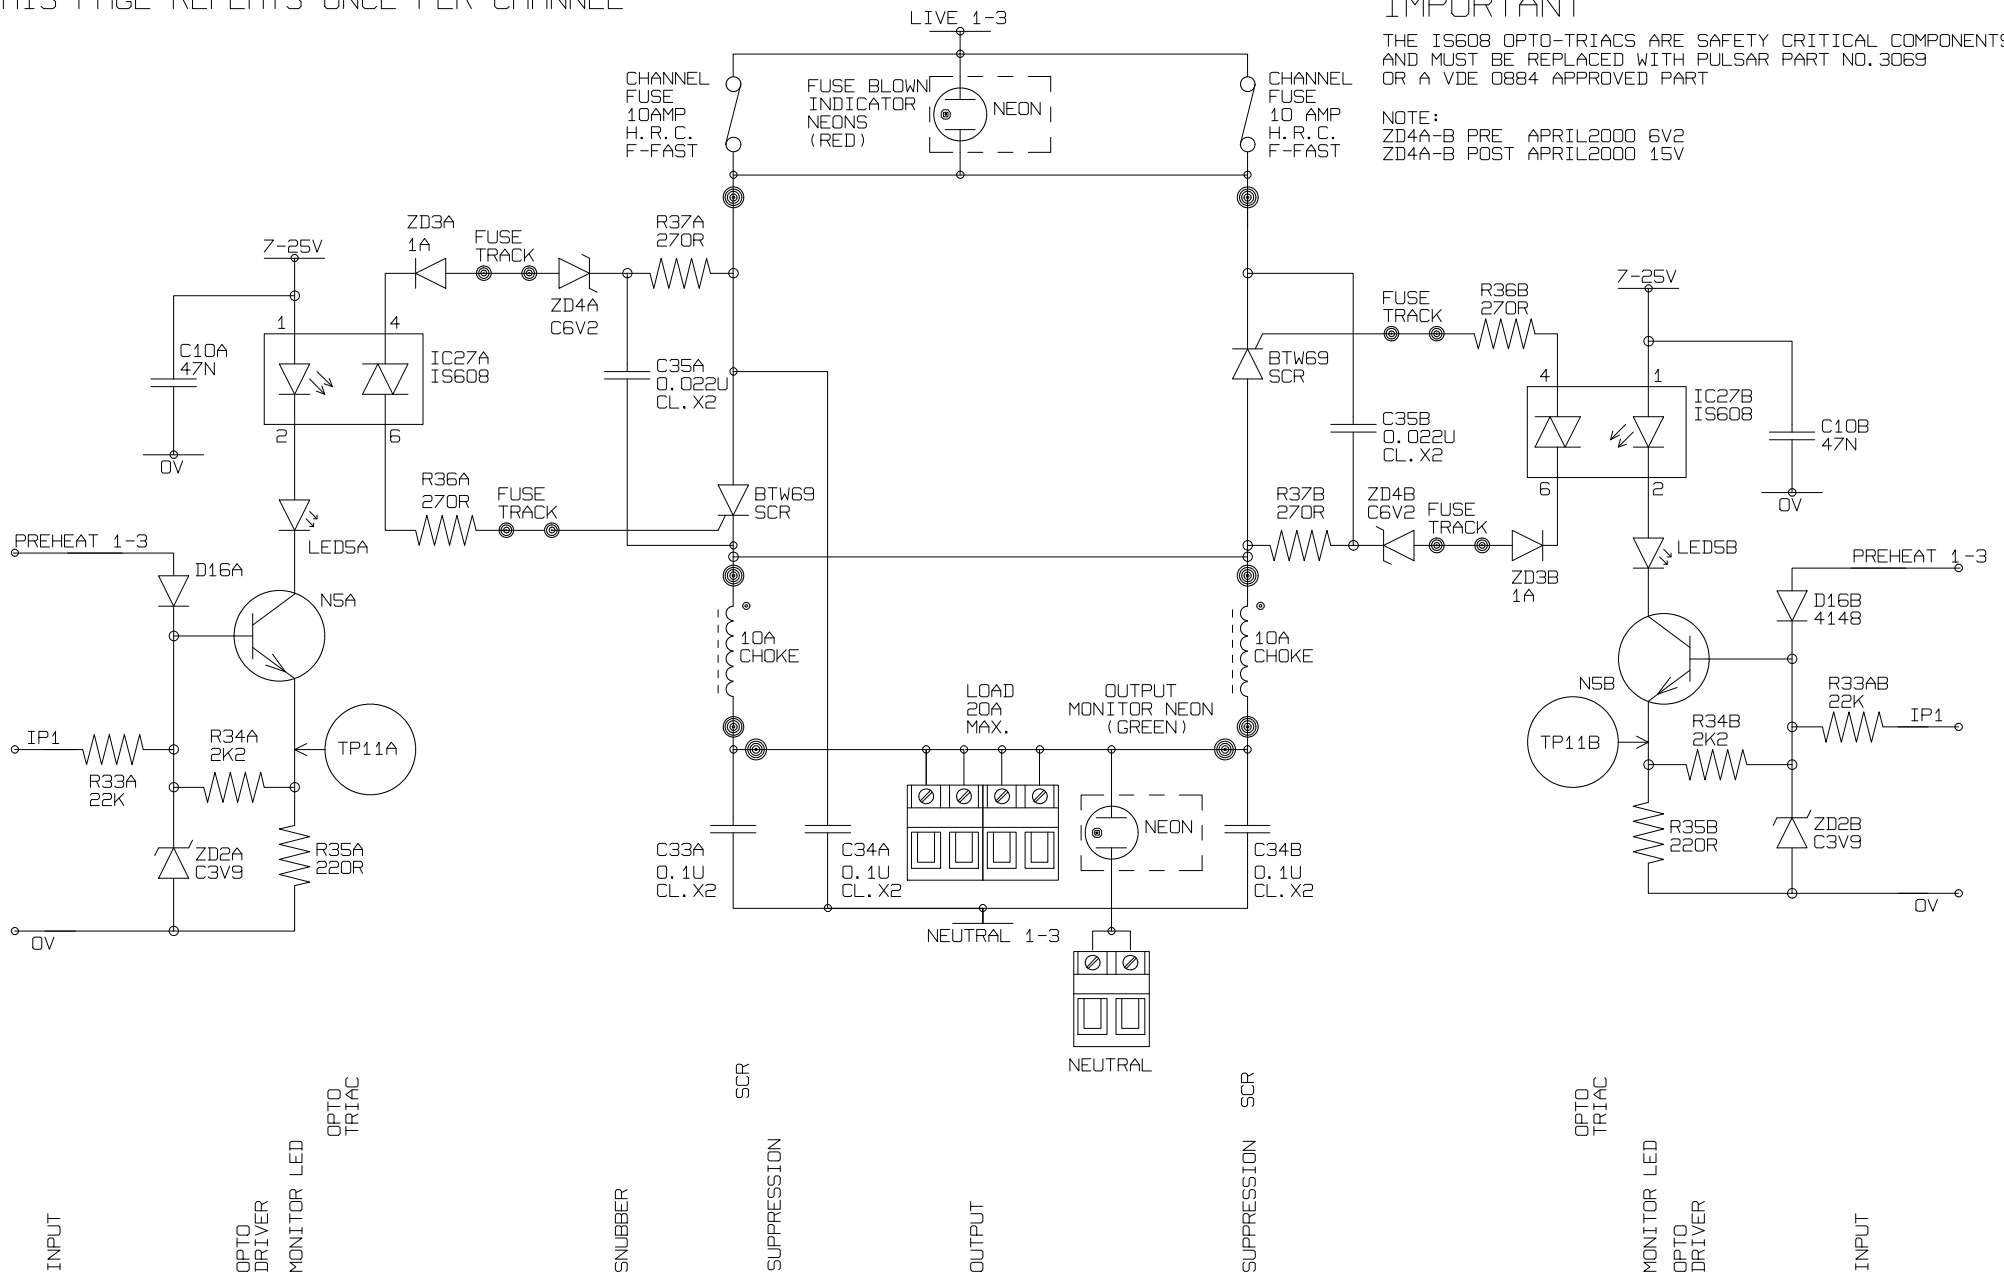 THIS PAGE REPEATS ONCE PER CHANNEL
IMPORTANT
THE IS608 OPTO-TRIACS ARE SAFETY CRITICAL COMPONENTS
AND MUST BE REPLACED WITH PULSAR PART NO.3069
OR A VDE 0884 APPROVED PART
NOTE:
ZD4A-B PRE APRIL2000 6V2
ZD4A-B POST APRIL2000 15V
LIVE 1-3
CHANNEL
FUSE
10AMP
H.R.C.
F-FAST
FUSE BLOWN
INDICATOR
NEONS
(RED)
NEON
CHANNEL
FUSE
10 AMP
H.R.C.
F-FAST
7-25V
ZD3A
1A
FUSE
TRACK
ZD4A
C6V2
R37A
270R
C10A
47N
0V
1
4
2
6
IC27A
IS608
C35A
0.022U
CL.X2
R36A
270R
FUSE
TRACK
BTW69
SCR
LED5A
PREHEAT 1-3
D16A
N5A
IP1
R33A
22K
R34A
2K2
TP11A
ZD2A
C3V9
R35A
220R
0V
10A
CHOKE
10A
CHOKE
LOAD
20A
MAX.
OUTPUT
MONITOR NEON
(GREEN)
NEON
C33A
0.1U
CL.X2
C34A
0.1U
CL.X2
C34B
0.1U
CL.X2
NEUTRAL 1-3
NEUTRAL
BTW69
SCR
FUSE
TRACK
R36B
270R
7-25V
4
1
6
2
IC27B
IS608
C10B
47N
0V
C35B
0.022U
CL.X2
R37B
270R
ZD4B
C6V2
FUSE
TRACK
ZD3B
1A
LED5B
PREHEAT 1-3
D16B
4148
N5B
R33AB
22K
IP1
TP11B
R34B
2K2
R35B
220R
ZD2B
C3V9
0V
INPUT
OPTO
DRIVER
MONITOR LED
OPTO
TRIAC
SNUBBER
SCR
SUPPRESSION
OUTPUT
SUPPRESSION
SCR
OPTO
TRIAC
MONITOR LED
OPTO
DRIVER
INPUT